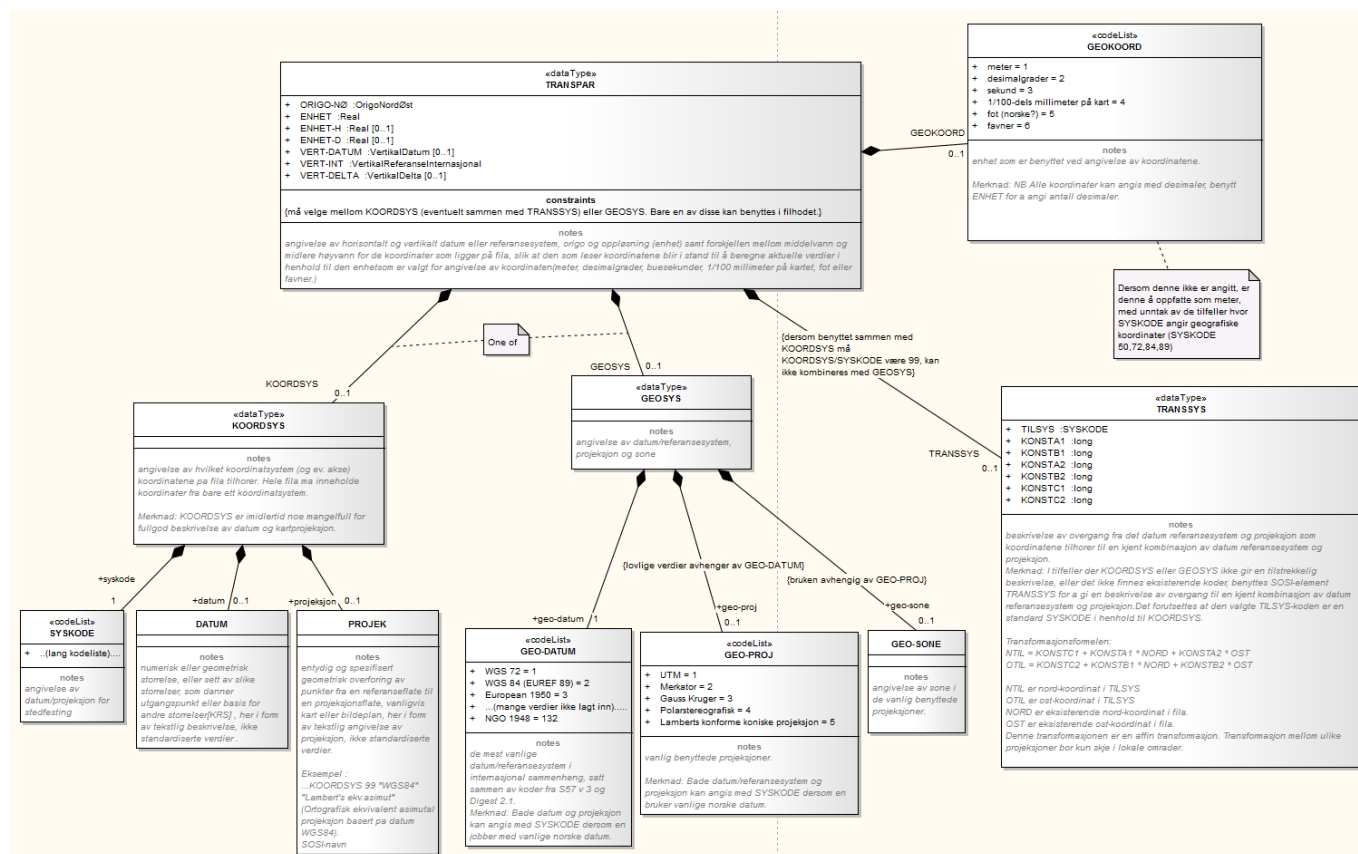 «codeList»
GEOKOORD
+ meter = 1
+ desimalgrader = 2
+ sekund = 3
+ 1/100-dels millimeter på kart = 4
+ fot (norske?) = 5
+ favner = 6
notes
enhet som er benyttet ved angivelse av koordinatene.
Merknad: NB Alle koordinater kan angis med desimaler, benytt
ENHET for a angi antall desimaler.
«dataType»
TRANSPAR
+ ORIGO-NØ :OrigoNordØst
+ ENHET :Real
+ ENHET-H :Real [0..1]
+ ENHET-D :Real [0..1]
+ VERT-DATUM :VertikalDatum [0..1]
+ VERT-INT :VertikalReferanseInternasjonal
+ VERT-DELTA :VertikalDelta [0..1]
constraints
{må velge mellom KOORDSYS (eventuelt sammen med TRANSSYS) eller GEOSYS. Bare en av disse kan benyttes i filhodet.}
notes
angivelse av horisontalt og vertikalt datum eller referansesystem, origo og oppløsning (enhet) samt forskjellen mellom middelvann og
midlere høyvann for de koordinater som ligger på fila, slik at den som leser koordinatene blir i stand til å beregne aktuelle verdier i
henhold til den enhetsom er valgt for angivelse av koordinaten(meter, desimalgrader, buesekunder, 1/100 millimeter på kartet, fot eller
favner.)
GEOKOORD
0..1
Dersom denne ikke er angitt, er
denne å oppfatte som meter,
med unntak av de tilfeller hvor
SYSKODE angir geografiske
koordinater (SYSKODE
50,72,84,89)
One of
{dersom benyttet sammen med
KOORDSYS må
KOORDSYS/SYSKODE være 99, kan
ikke kombineres med GEOSYS}
KOORDSYS
0..1
GEOSYS
0..1
TRANSSYS
0..1
«dataType»
KOORDSYS
notes
angivelse av hvilket koordinatsystem (og ev. akse)
koordinatene pa fila tilhorer. Hele fila ma inneholde
koordinater fra bare ett koordinatsystem.
Merknad: KOORDSYS er imidlertid noe mangelfull for
fullgod beskrivelse av datum og kartprojeksjon.
«dataType»
GEOSYS
notes
angivelse av datum/referansesystem,
projeksjon og sone
«dataType»
TRANSSYS
+ TILSYS :SYSKODE
+ KONSTA1 :long
+ KONSTB1 :long
+ KONSTA2 :long
+ KONSTB2 :long
+ KONSTC1 :long
+ KONSTC2 :long
notes
beskrivelse av overgang fra det datum referansesystem og projeksjon som
koordinatene tilhorer til en kjent kombinasjon av datum referansesystem og
projeksjon.
Merknad: I tilfeller der KOORDSYS eller GEOSYS ikke gir en tilstrekkelig
beskrivelse, eller det ikke finnes eksisterende koder, benyttes SOSI-element
TRANSSYS for a gi en beskrivelse av overgang til en kjent kombinasjon av datum
referansesystem og projeksjon.Det forutsettes at den valgte TILSYS-koden er en
standard SYSKODE i henhold til KOORDSYS.
Transformasjonsfomelen:
NTIL = KONSTC1 + KONSTA1 * NORD + KONSTA2 * OST
OTIL = KONSTC2 + KONSTB1 * NORD + KONSTB2 * OST
NTIL er nord-koordinat i TILSYS
OTIL er ost-koordinat i TILSYS
NORD er eksisterende nord-koordinat i fila.
OST er eksisterende ost-koordinat i fila.
Denne transformasjonen er en affin transformasjon. Transformasjon mellom ulike
projeksjoner bor kun skje i lokale omrader.
+syskode
1
+datum
0..1
+projeksjon
0..1
{lovlige verdier avhenger av GEO-DATUM}
{bruken avhengig av GEO-PROJ}
+geo-datum
1
+geo-proj
0..1
+geo-sone
0..1
«codeList»
SYSKODE
+ ..(lang kodeliste)....
notes
angivelse av
datum/projeksjon for
stedfesting
DATUM
notes
numerisk eller geometrisk
storrelse, eller sett av slike
storrelser, som danner
utgangspunkt eller basis for
andre storrelser[KRS] , her i form
av tekstlig beskrivelse, ikke
standardiserte verdier .
PROJEK
notes
entydig og spesifisert
geometrisk overforing av
punkter fra en referanseflate til
en projeksjonsflate, vanligvis
kart eller bildeplan, her i form
av tekstlig angivelse av
projeksjon, ikke standardiserte
verdier.
Eksempel :
...KOORDSYS 99 "WGS84"
"Lambert's ekv.asimut"
(Ortografisk ekvivalent asimutal
projeksjon basert pa datum
WGS84).
SOSI-navn
«codeList»
GEO-DATUM
+ WGS 72 = 1
+ WGS 84 (EUREF 89) = 2
+ European 1950 = 3
+ ...(mange verdier ikke lagt inn).....
+ NGO 1948 = 132
notes
de mest vanlige
datum/referansesystem i
internasjonal sammenheng, satt
sammen av koder fra S57 v 3 og
Digest 2.1.
Merknad: Bade datum og projeksjon
kan angis med SYSKODE dersom en
jobber med vanlige norske datum.
«codeList»
GEO-PROJ
+ UTM = 1
+ Merkator = 2
+ Gauss Kruger = 3
+ Polarstereografisk = 4
+ Lamberts konforme koniske projeksjon = 5
notes
vanlig benyttede projeksjoner.
Merknad: Bade datum/referansesystem og
projeksjon kan angis med SYSKODE dersom en
bruker vanlige norske datum.
GEO-SONE
notes
angivelse av sone i
de vanlig benyttede
projeksjoner.